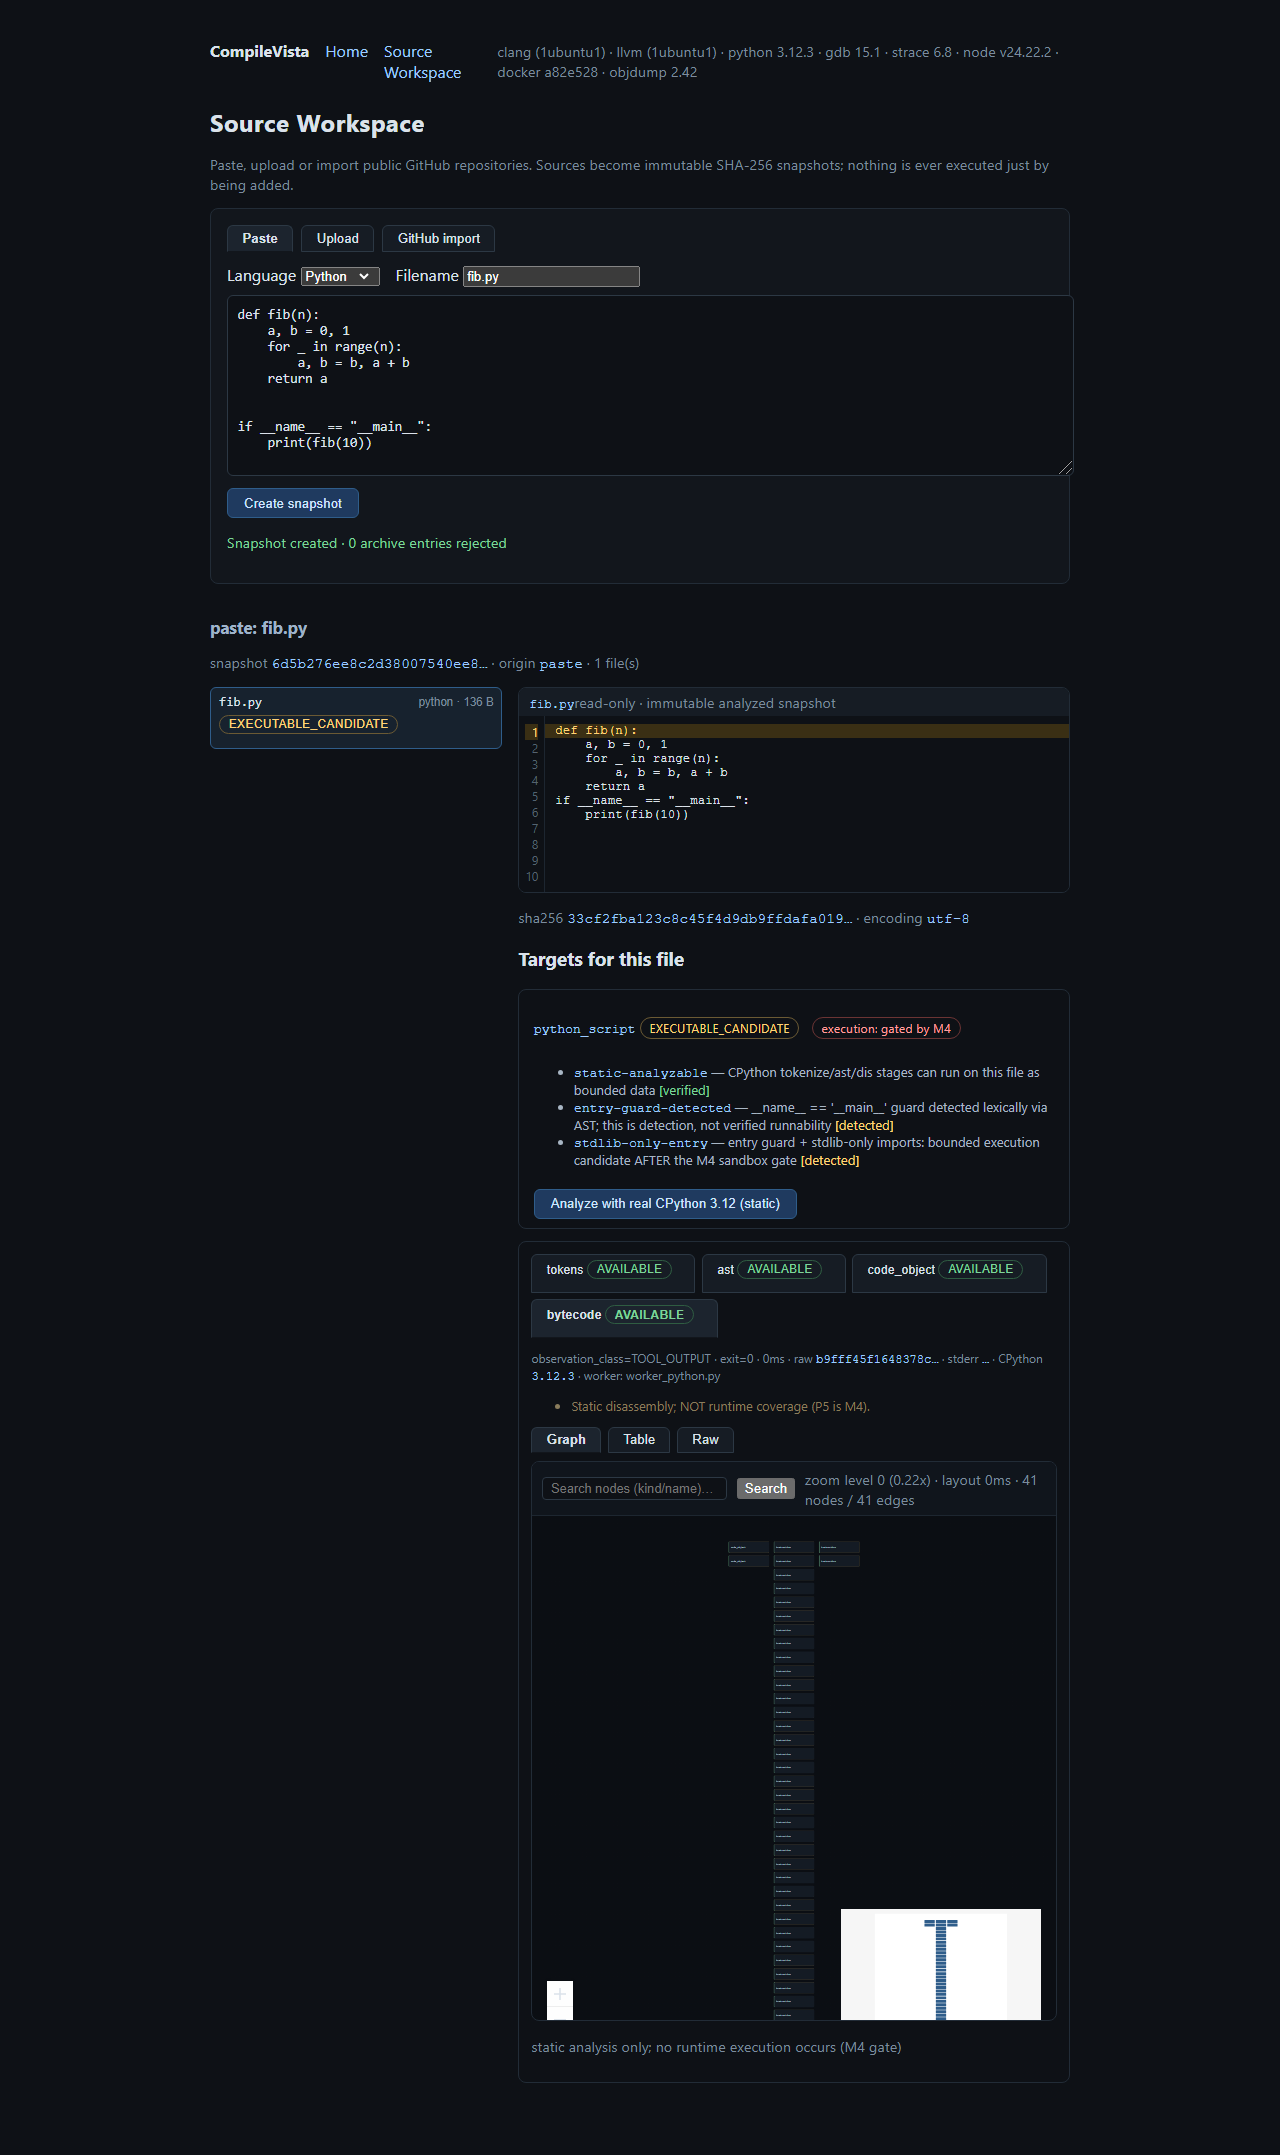 CompileVista Home Source Workspace clang (1ubuntu1) · llvm (1ubuntu1) · python 3.12.3 · gdb 15.1 · strace 6.8 · node v24.22.2 ·
docker a82e528 · objdump 2.42
Source Workspace
Paste, upload or import public GitHub repositories. Sources become immutable SHA-256 snapshots; nothing is ever executed just by
being added.
Paste Upload GitHub import
Language Python Filename fib.py
def fib(n):
    a, b = 0, 1
    for _ in range(n):
        a, b = b, a + b
    return a
if __name__ == "__main__":
    print(fib(10))
Create snapshot
Snapshot created · 0 archive entries rejected
paste: fib.py
snapshot 6d5b276ee8c2d38007540ee8… · origin paste · 1 file(s)
fib.py python · 136 B
EXECUTABLE_CANDIDATE
fib.pyread-only · immutable analyzed snapshot
1 def fib(n):
2     a, b = 0, 1
3     for _ in range(n):
4         a, b = b, a + b
5     return a
6 if __name__ == "__main__":
7     print(fib(10))
8
9
10
sha256 33cf2fba123c8c45f4d9db9ffdafa019… · encoding utf-8
Targets for this file
python_script EXECUTABLE_CANDIDATE execution: gated by M4
• static-analyzable — CPython tokenize/ast/dis stages can run on this file as
bounded data [verified]
• entry-guard-detected — __name__ == '__main__' guard detected lexically via
AST; this is detection, not verified runnability [detected]
• stdlib-only-entry — entry guard + stdlib-only imports: bounded execution
candidate AFTER the M4 sandbox gate [detected]
Analyze with real CPython 3.12 (static)
tokens AVAILABLE ast AVAILABLE code_object AVAILABLE
bytecode AVAILABLE
observation_class=TOOL_OUTPUT · exit=0 · 0ms · raw b9fff45f1648378c… · stderr … · CPython
3.12.3 · worker: worker_python.py
• Static disassembly; NOT runtime coverage (P5 is M4).
Graph Table Raw
Search nodes (kind/name)… Search zoom level 0 (0.22x) · layout 0ms · 41
nodes / 41 edges
+
static analysis only; no runtime execution occurs (M4 gate)